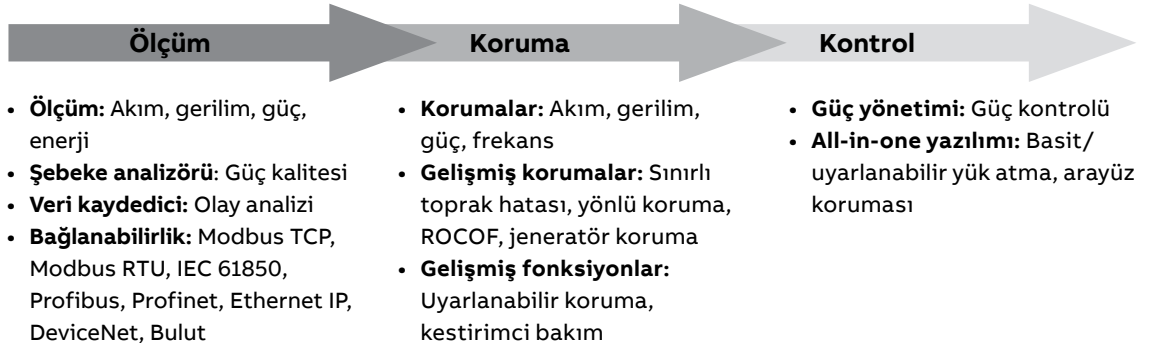 Ölçüm
• Ölçüm: Akım, gerilim, güç,
enerji
• Şebeke analizörü: Güç kalitesi
• Veri kaydedici: Olay analizi
• Bağlanabilirlik: Modbus TCP,
Modbus RTU, IEC 61850,
Profibus, Profinet, Ethernet IP,
DeviceNet, Bulut
Koruma
• Korumalar: Akım, gerilim,
güç, frekans
• Gelişmiş korumalar: Sınırlı
toprak hatası, yönlü koruma,
ROCOF, jeneratör koruma
• Gelişmiş fonksiyonlar:
Uyarlanabilir koruma,
kestirimci bakım
Kontrol
• Güç yönetimi: Güç kontrolü
• All-in-one yazılımı: Basit/
uyarlanabilir yük atma, arayüz
koruması